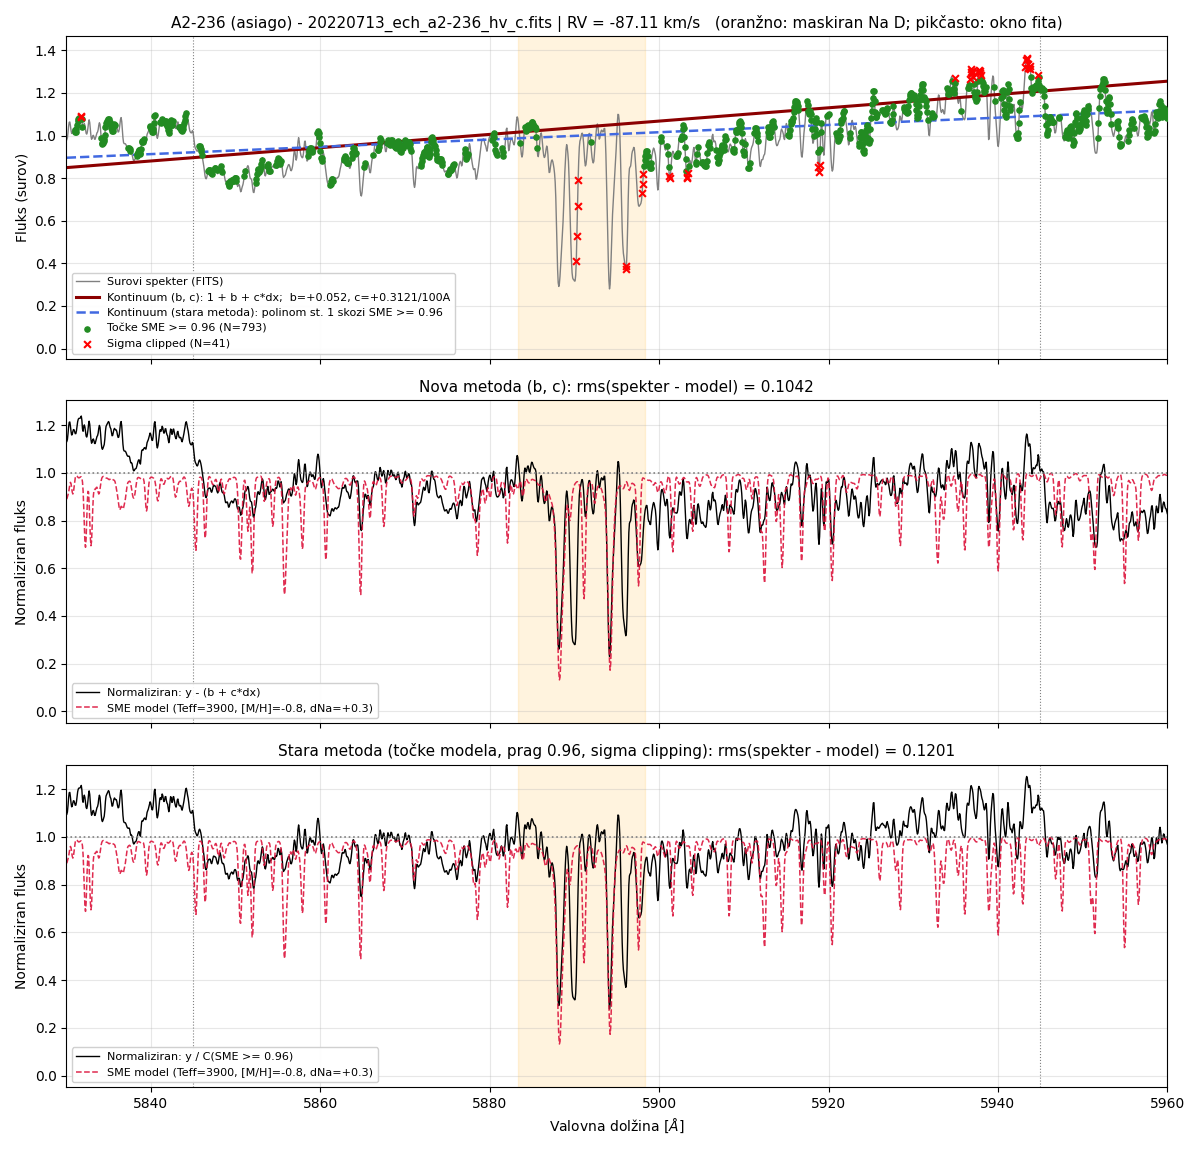 A2-236 (asiago) - 20220713_ech_a2-236_hv_c.fits | RV = -87.11 km/s   (oranžno: maskiran Na D; pikčasto: okno fita)
1.4
1.2
1.0
0.8
0.6
0.4
0.2
0.0
Fluks (surov)
Surovi spekter (FITS)
Kontinuum (b, c): 1 + b + c*dx;  b=+0.052, c=+0.3121/100A
Kontinuum (stara metoda): polinom st. 1 skozi SME >= 0.96
Točke SME >= 0.96 (N=793)
Sigma clipped (N=41)
Nova metoda (b, c): rms(spekter - model) = 0.1042
1.2
1.0
0.8
0.6
0.4
0.2
0.0
Normaliziran fluks
Normaliziran: y - (b + c*dx)
SME model (Teff=3900, [M/H]=-0.8, dNa=+0.3)
Stara metoda (točke modela, prag 0.96, sigma clipping): rms(spekter - model) = 0.1201
1.2
1.0
0.8
0.6
0.4
0.2
0.0
Normaliziran fluks
Normaliziran: y / C(SME >= 0.96)
SME model (Teff=3900, [M/H]=-0.8, dNa=+0.3)
5840 5860 5880 5900 5920 5940 5960
Valovna dolžina [Å]